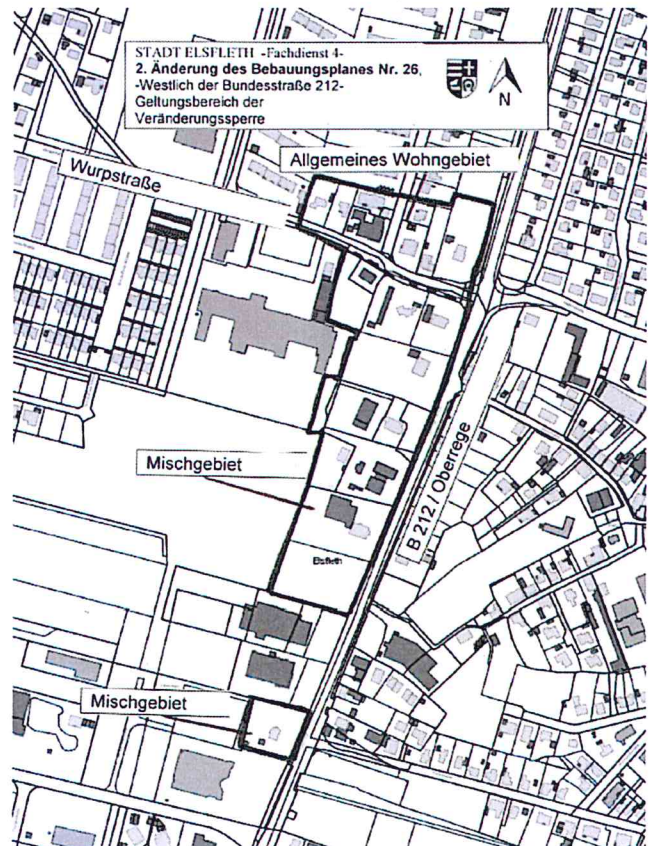 STADT ELSFLETH -Fachdienst 4-
2. Änderung des Bebauungsplanes Nr. 26,
-Westlich der Bundesstraße 212-
Geltungsbereich der
Veränderungssperre
N
Allgemeines Wohngebiet
Wurpstraße
Mischgebiet
B 212 / Oberrege
Elsfleth
Mischgebiet